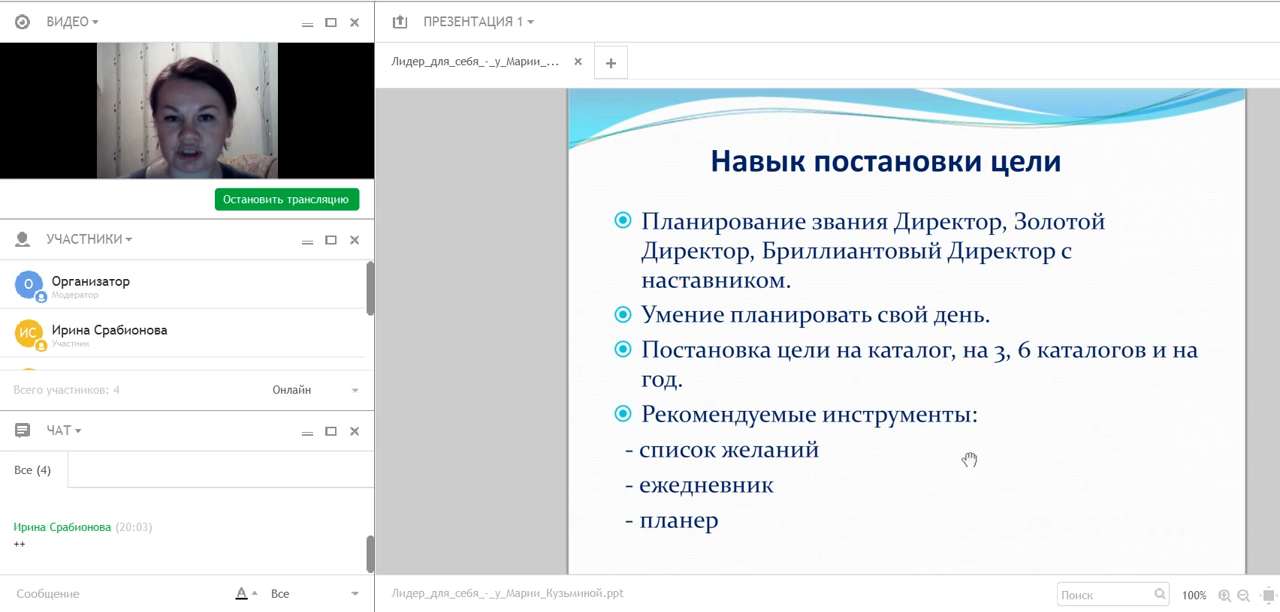 ВИДЕО
Остановить трансляцию
УЧАСТНИКИ
О
Организатор
Модератор
ИС
Ирина Срабионова
Участник
Всего участников: 4
Онлайн
ЧАТ
Все (4)
Ирина Срабионова (20:03)
++
Сообщение
А
Все
ПРЕЗЕНТАЦИЯ 1
Лидер_для_себя_-_у_Марии_...
Навык постановки цели
Планирование звания Директор, Золотой
Директор, Бриллиантовый Директор с
наставником.
Умение планировать свой день.
Постановка цели на каталог, на 3, 6 каталогов и на
год.
Рекомендуемые инструменты:
- список желаний
- ежедневник
- планер
Лидер_для_себя_-_у_Марии_Кузьминой.ppt
Поиск
100%